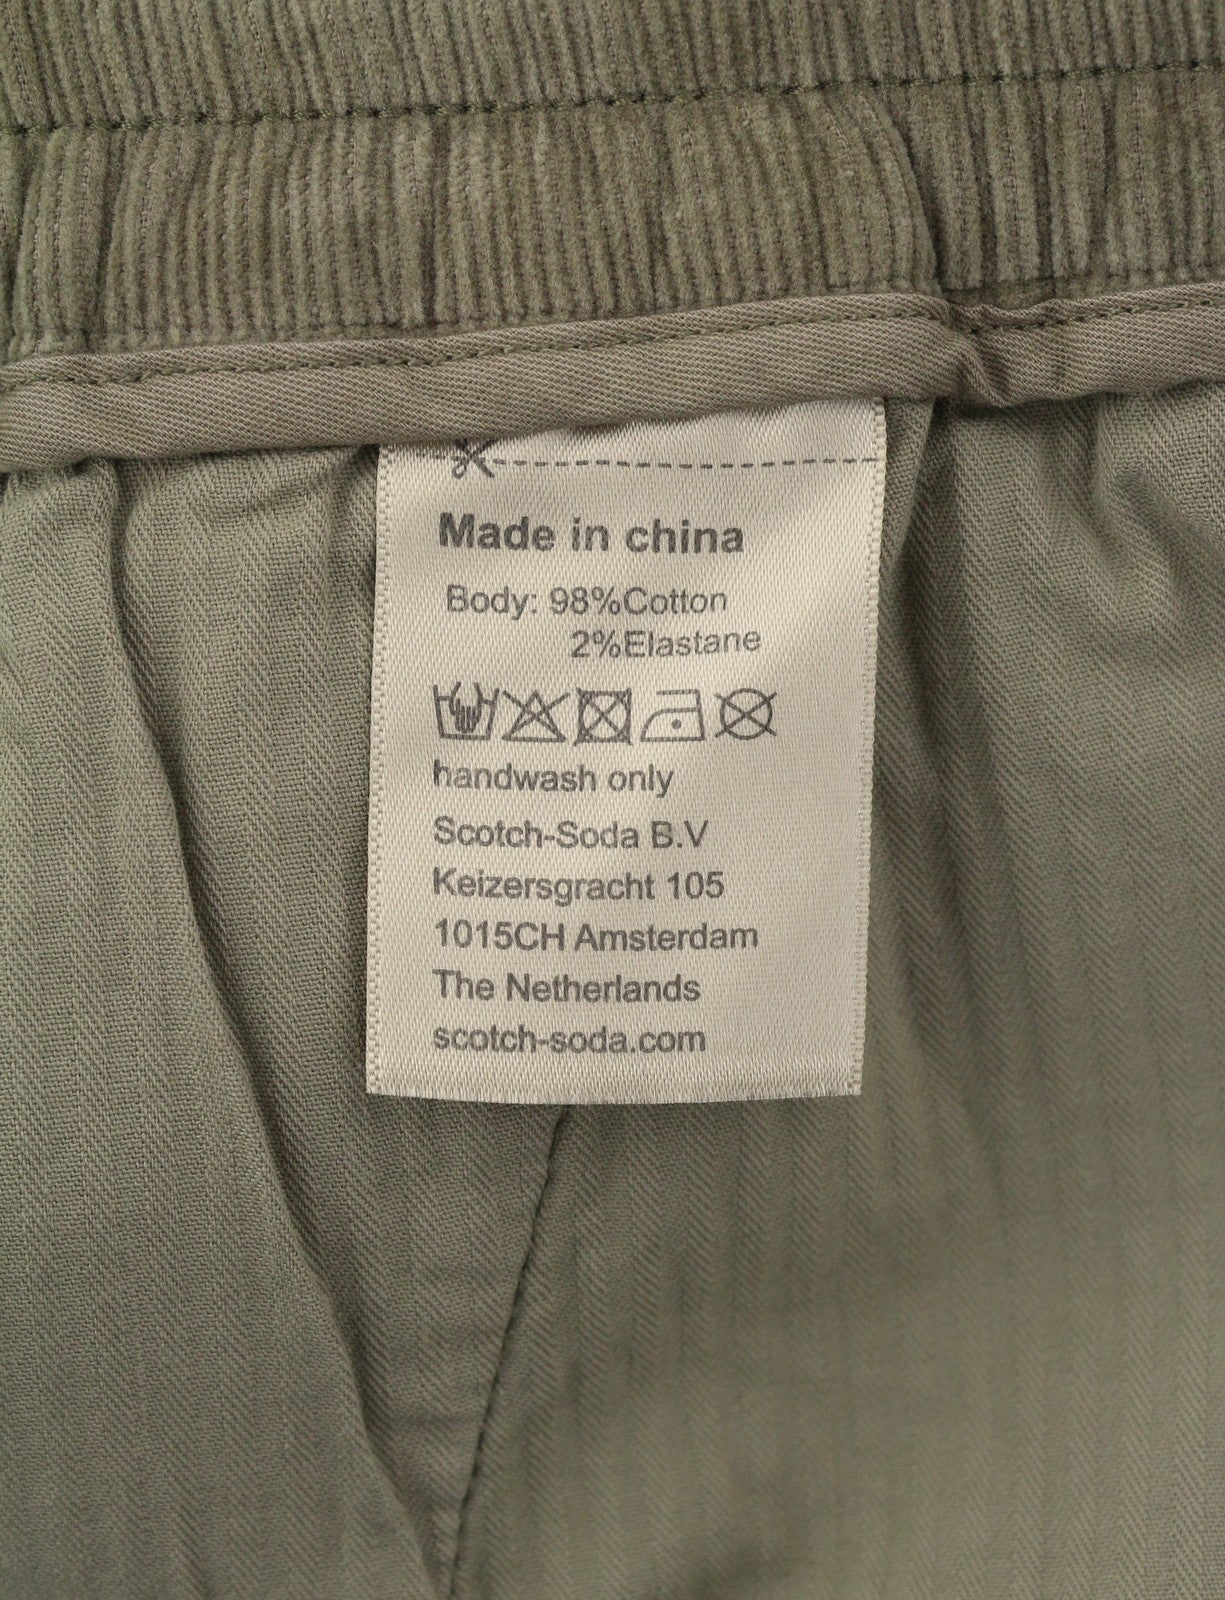 Made in china
Body: 98%Cotton
2%Elastane
handwash only
Scotch-Soda B.V
Keizersgracht 105
1015CH Amsterdam
The Netherlands
scotch-soda.com